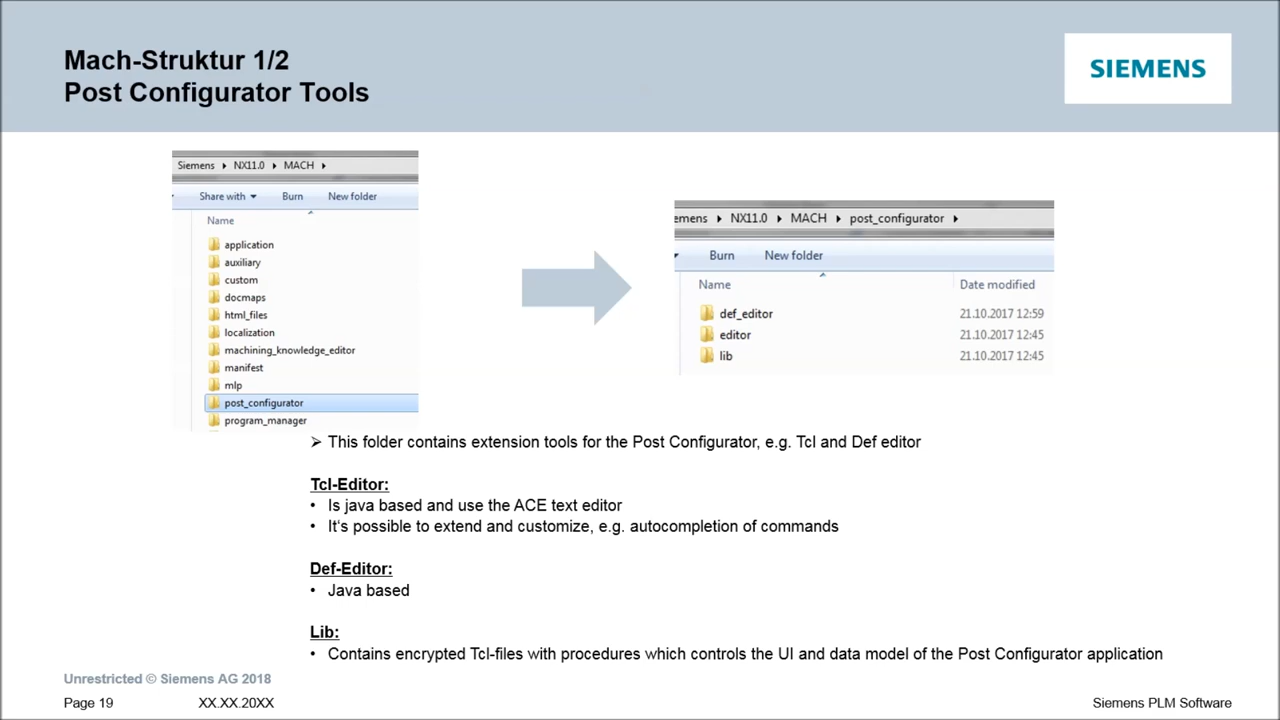 Mach-Struktur 1/2
Post Configurator Tools
SIEMENS
Siemens ▸ NX11.0 ▸ MACH ▸
Share with ▾ Burn New folder
Name
application
auxiliary
custom
docmaps
html_files
localization
machining_knowledge_editor
manifest
mlp
post_configurator
program_manager
emens ▸ NX11.0 ▸ MACH ▸ post_configurator ▸
Burn New folder
Name Date modified
def_editor 21.10.2017 12:59
editor 21.10.2017 12:45
lib 21.10.2017 12:45
➢ This folder contains extension tools for the Post Configurator, e.g. Tcl and Def editor
Tcl-Editor:
• Is java based and use the ACE text editor
• It‘s possible to extend and customize, e.g. autocompletion of commands
Def-Editor:
• Java based
Lib:
• Contains encrypted Tcl-files with procedures which controls the UI and data model of the Post Configurator application
Unrestricted © Siemens AG 2018
Page 19 XX.XX.20XX Siemens PLM Software